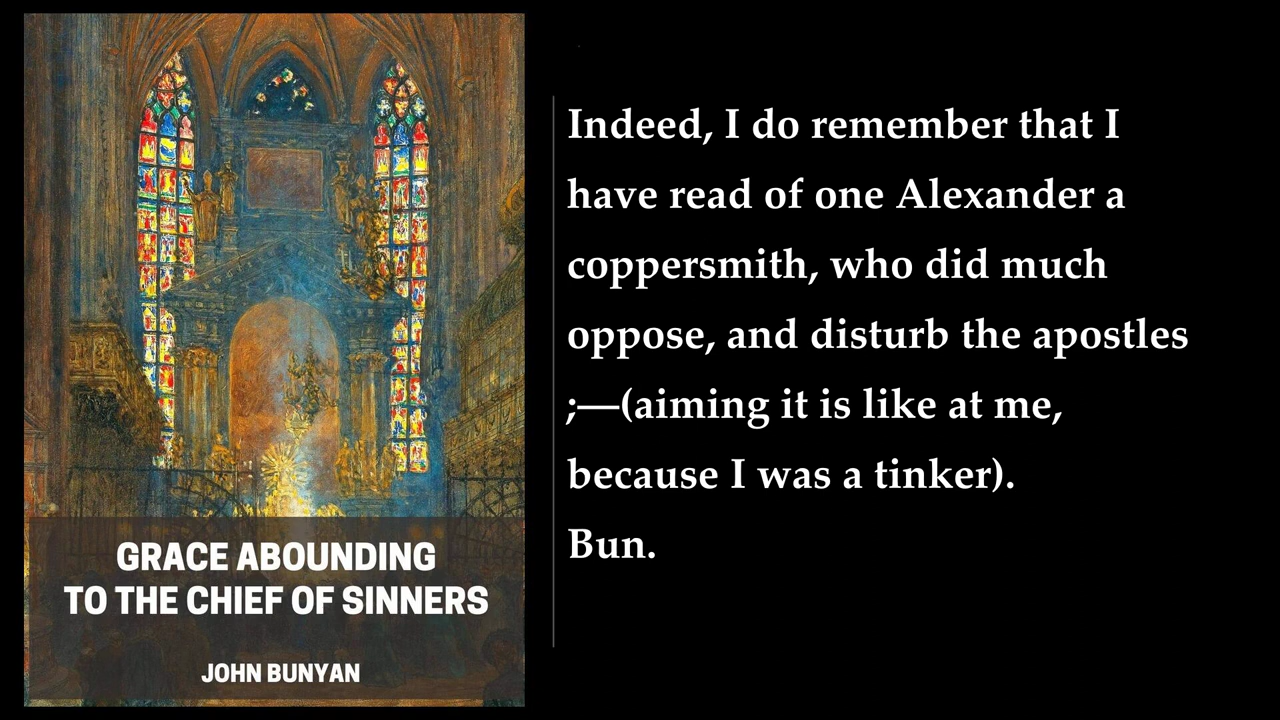 GRACE ABOUNDING
TO THE CHIEF OF SINNERS
JOHN BUNYAN
Indeed, I do remember that I
have read of one Alexander a
coppersmith, who did much
oppose, and disturb the apostles
;—(aiming it is like at me,
because I was a tinker).
Bun.